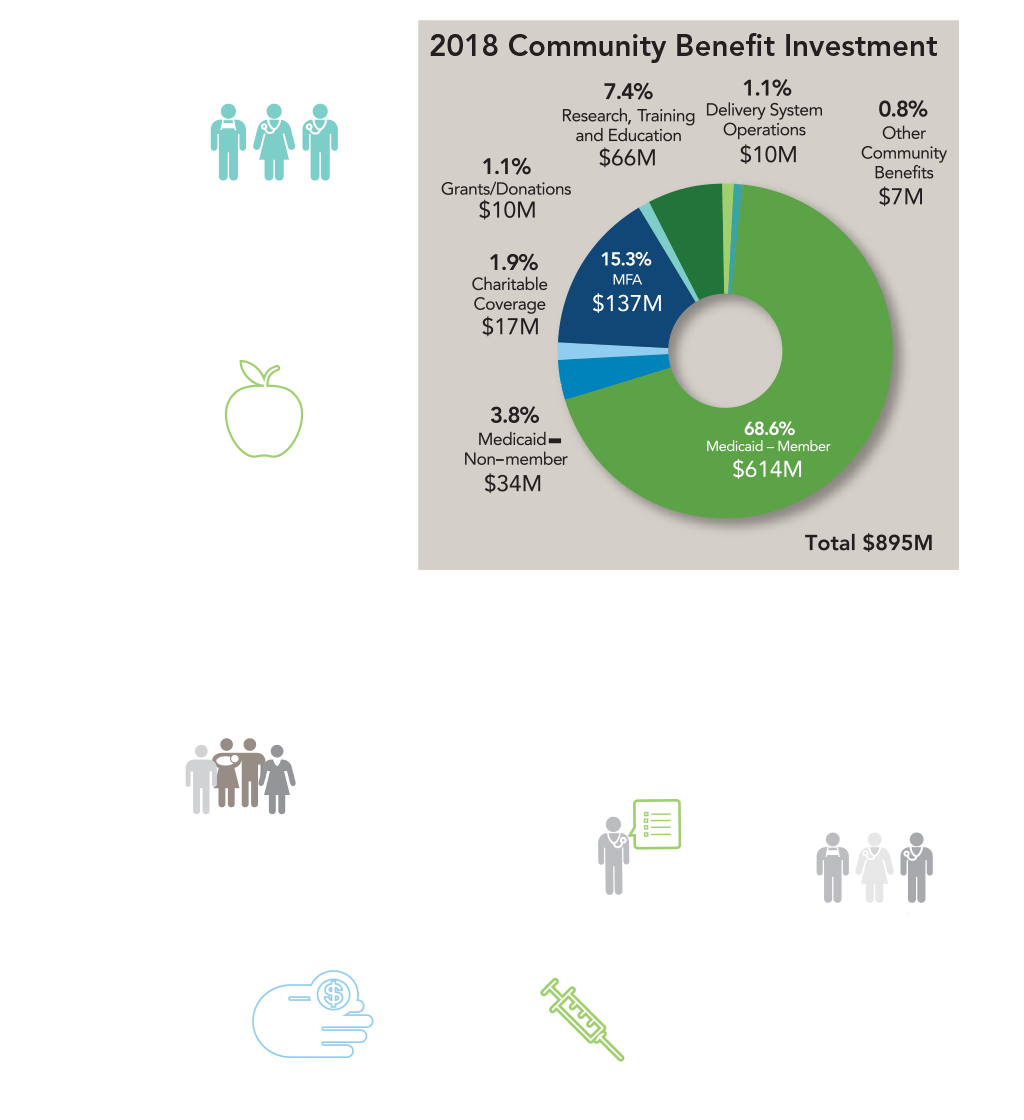 2018 Community Benefit Investment
7.4%
Research, Training
and Education
$66M
1.1%
Delivery System
Operations
$10M
0.8%
Other
Community
Benefits
$7M
1.1%
Grants/Donations
$10M
1.9%
Charitable
Coverage
$17M
15.3%
MFA
$137M
3.8%
Medicaid–
Non–member
$34M
68.6%
Medicaid – Member
$614M
Total $895M
$